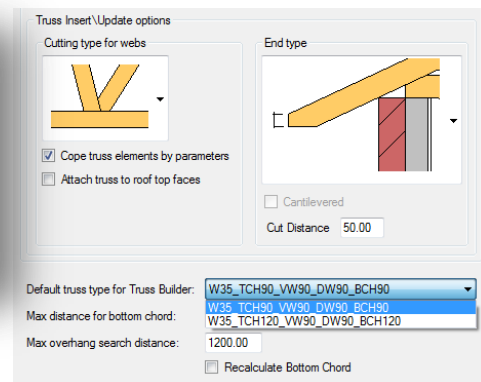 Truss Insert\Update options
Cutting type for webs
End type
Cope truss elements by parameters
Attach truss to roof top faces
Cantilevered
Cut Distance 50.00
Default truss type for Truss Builder: W35_TCH90_VW90_DW90_BCH90
W35_TCH90_VW90_DW90_BCH90
Max distance for bottom chord: W35_TCH120_VW90_DW90_BCH120
Max overhang search distance: 1200.00
Recalculate Bottom Chord